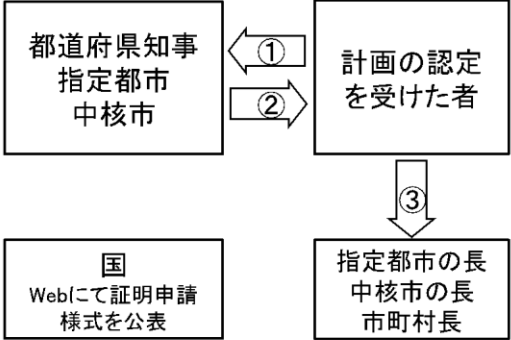 都道府県知事
指定都市
中核市
①
②
計画の認定
を受けた者
③
国
Webにて証明申請
様式を公表
指定都市の長
中核市の長
市町村長